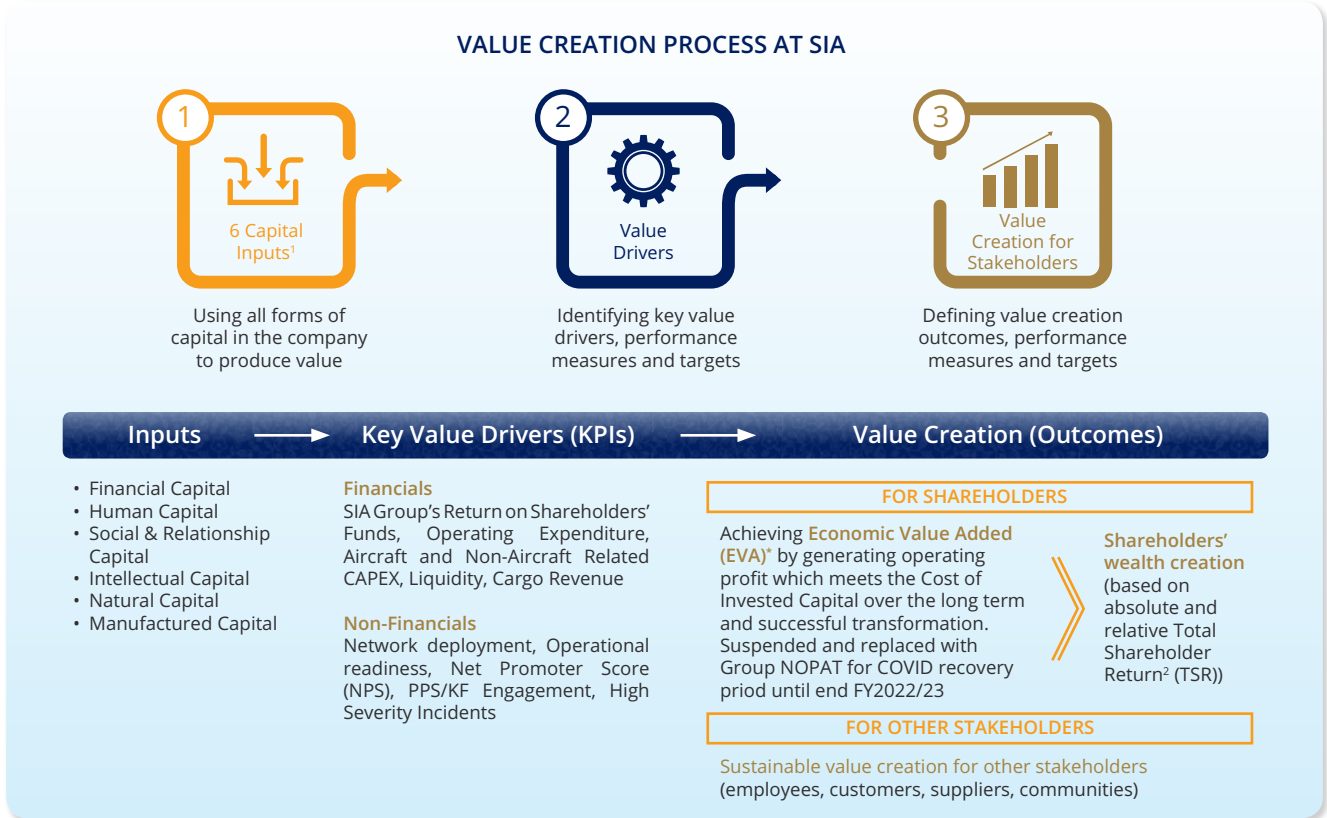 VALUE CREATION PROCESS AT SIA
1
6 Capital
Inputs¹
Using all forms of
capital in the company
to produce value
2
Value
Drivers
Identifying key value
drivers, performance
measures and targets
3
Value
Creation for
Stakeholders
Defining value creation
outcomes, performance
measures and targets
Inputs
Key Value Drivers (KPIs)
Value Creation (Outcomes)
• Financial Capital
• Human Capital
• Social & Relationship
Capital
• Intellectual Capital
• Natural Capital
• Manufactured Capital
Financials
SIA Group's Return on Shareholders'
Funds, Operating Expenditure,
Aircraft and Non-Aircraft Related
CAPEX, Liquidity, Cargo Revenue
Non-Financials
Network deployment, Operational
readiness, Net Promoter Score
(NPS), PPS/KF Engagement, High
Severity Incidents
FOR SHAREHOLDERS
Achieving Economic Value Added
(EVA)* by generating operating
profit which meets the Cost of
Invested Capital over the long term
and successful transformation.
Suspended and replaced with
Group NOPAT for COVID recovery
priod until end FY2022/23
Shareholders'
wealth creation
(based on
absolute and
relative Total
Shareholder
Return² (TSR))
FOR OTHER STAKEHOLDERS
Sustainable value creation for other stakeholders
(employees, customers, suppliers, communities)